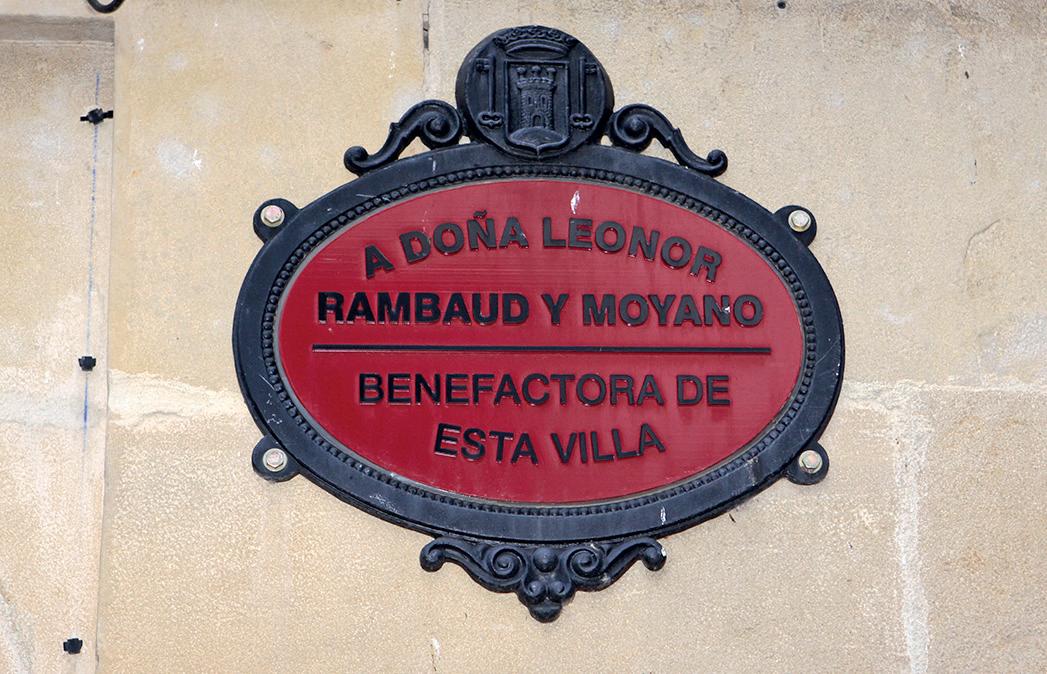 A DOÑA LEONOR
RAMBAUD Y MOYANO
BENEFACTORA DE
ESTA VILLA